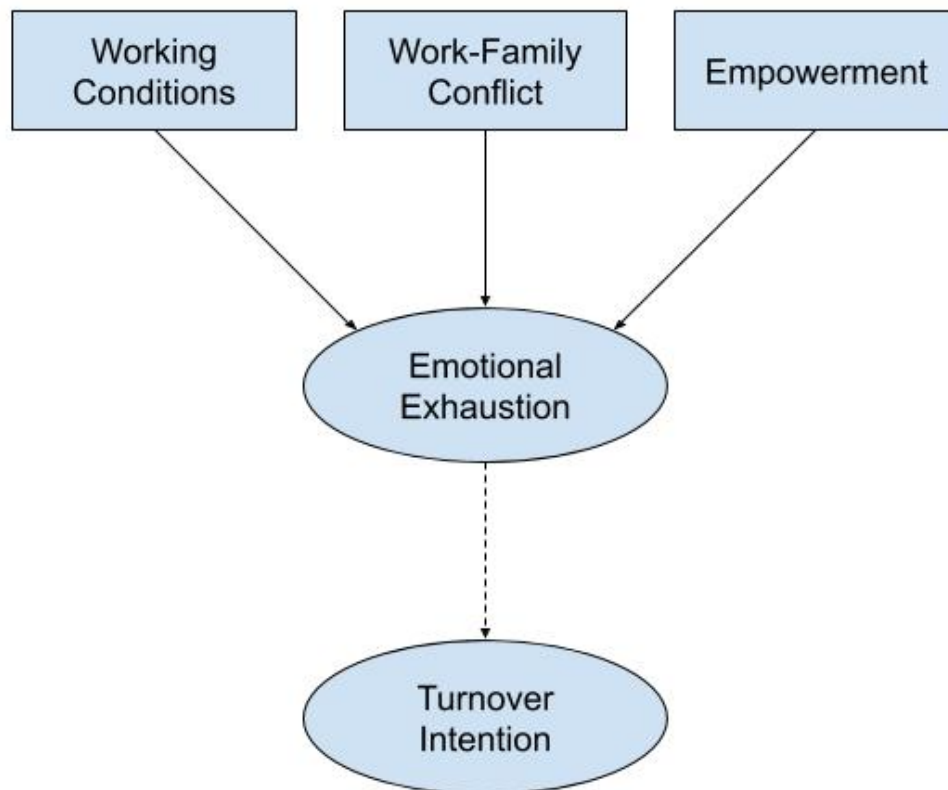 Working
Conditions
Work-Family
Conflict
Empowerment
Emotional
Exhaustion
Turnover
Intention